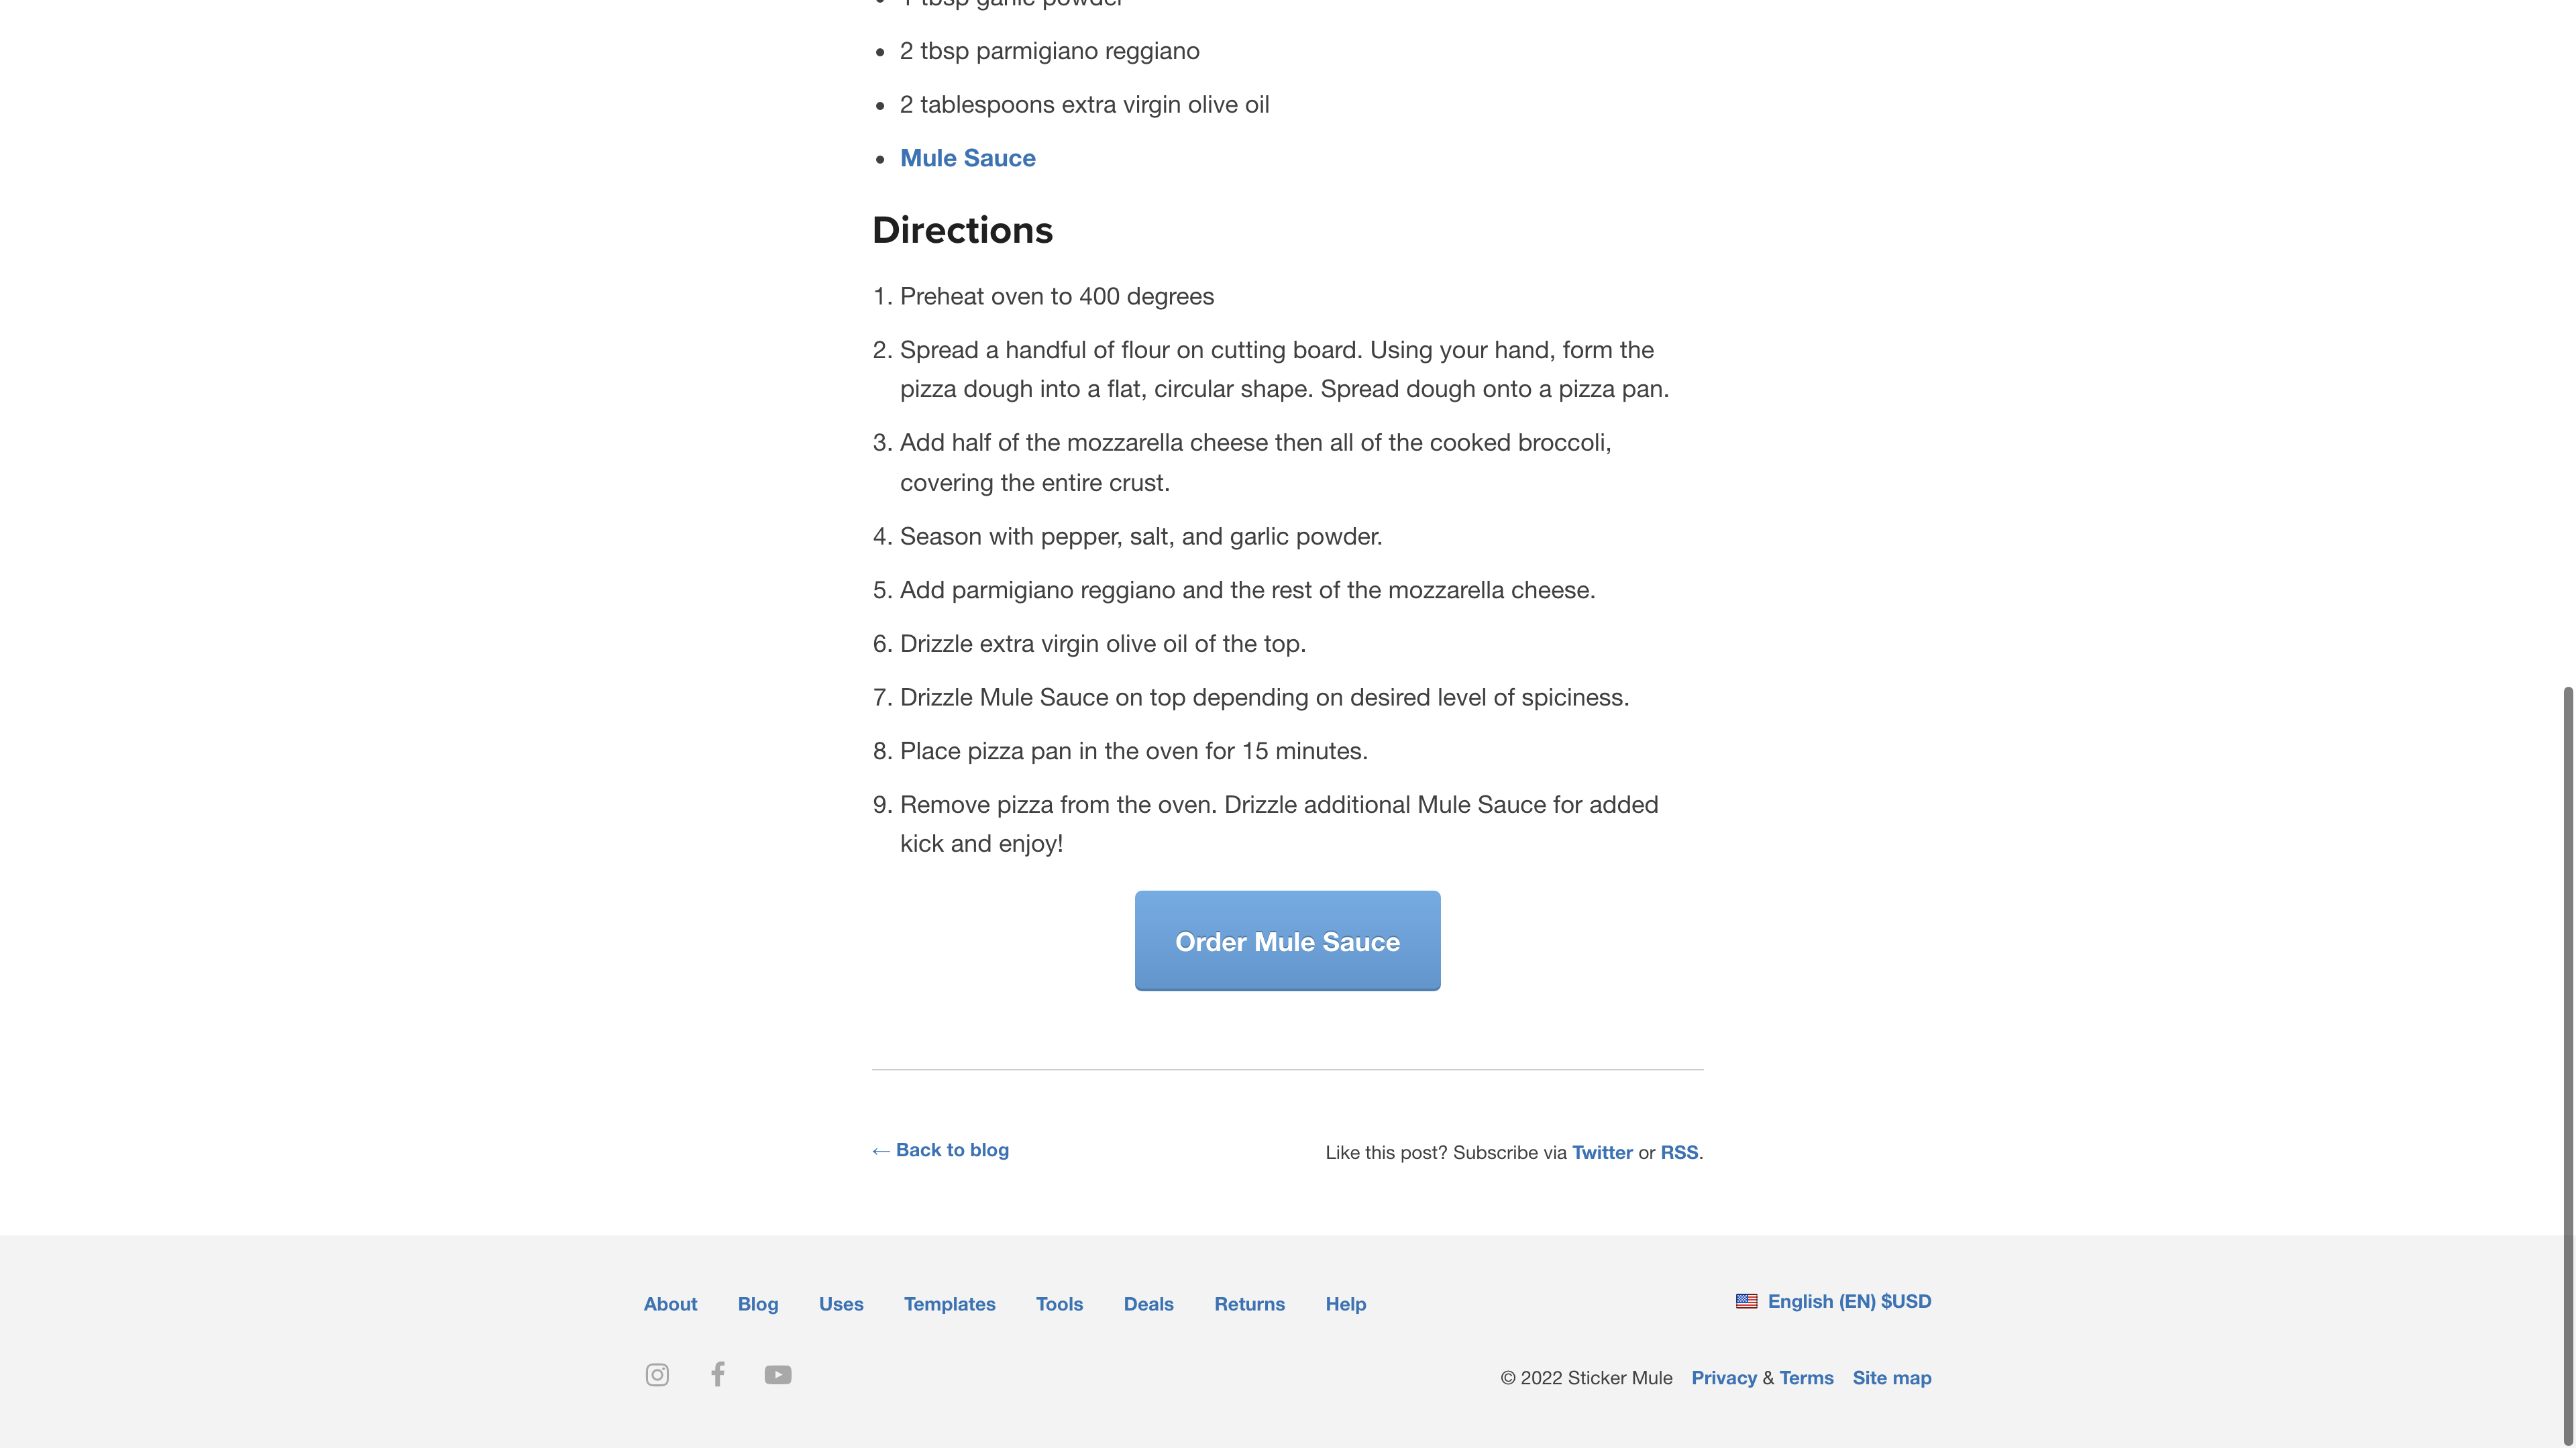 1 tbsp garlic powder
2 tbsp parmigiano reggiano
2 tablespoons extra virgin olive oil
Mule Sauce
Directions
1. Preheat oven to 400 degrees
2. Spread a handful of flour on cutting board. Using your hand, form the
pizza dough into a flat, circular shape. Spread dough onto a pizza pan.
3. Add half of the mozzarella cheese then all of the cooked broccoli,
covering the entire crust.
4. Season with pepper, salt, and garlic powder.
5. Add parmigiano reggiano and the rest of the mozzarella cheese.
6. Drizzle extra virgin olive oil of the top.
7. Drizzle Mule Sauce on top depending on desired level of spiciness.
8. Place pizza pan in the oven for 15 minutes.
9. Remove pizza from the oven. Drizzle additional Mule Sauce for added
kick and enjoy!
Order Mule Sauce
← Back to blog
Like this post? Subscribe via Twitter or RSS.
About Blog Uses Templates Tools Deals Returns Help
English (EN) $USD
© 2022 Sticker Mule Privacy & Terms Site map